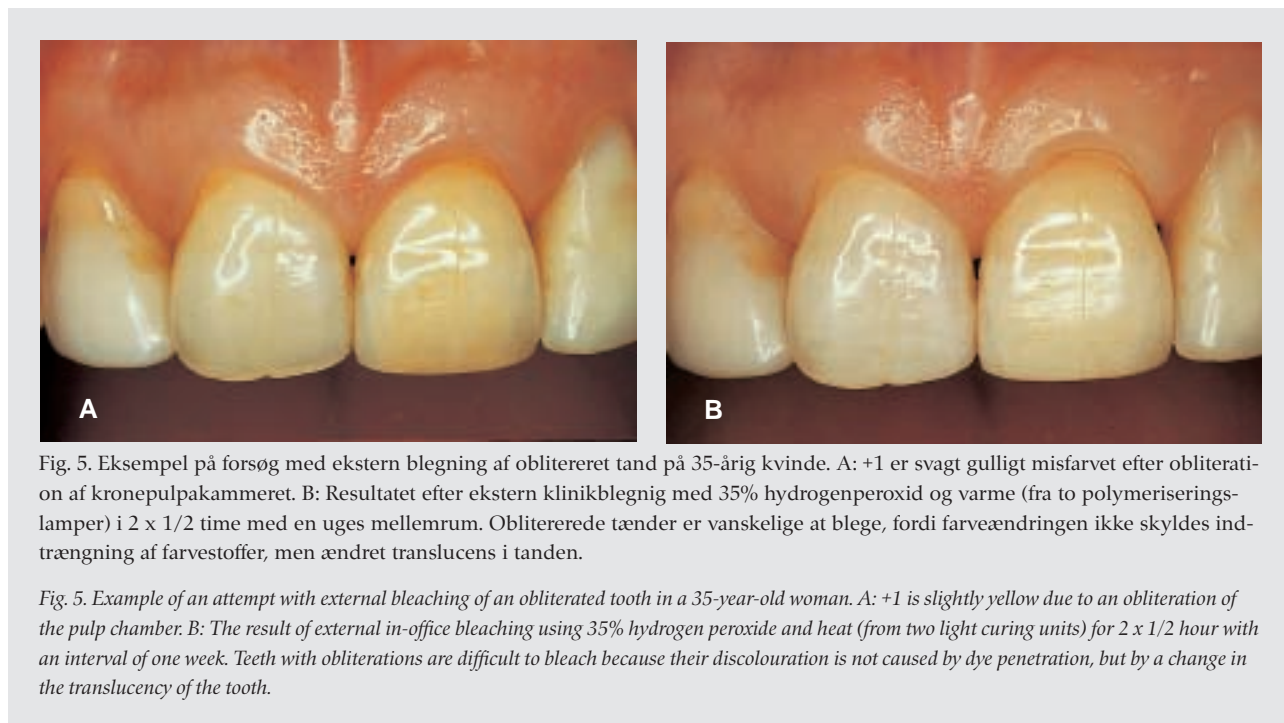 A
B
Fig. 5. Eksempel på forsøg med ekstern blegning af oblitereret tand på 35-årig kvinde. A: +1 er svagt gulligt misfarvet efter obliterati-
on af kronepulpakammeret. B: Resultatet efter ekstern klinikblegnig med 35% hydrogenperoxid og varme (fra to polymeriserings-
lamper) i 2 x 1/2 time med en uges mellemrum. Oblitererede tænder er vanskelige at blege, fordi farveændringen ikke skyldes ind-
trængning af farvestoffer, men ændret translucens i tanden.
Fig. 5. Example of an attempt with external bleaching of an obliterated tooth in a 35-year-old woman. A: +1 is slightly yellow due to an obliteration of
the pulp chamber. B: The result of external in-office bleaching using 35% hydrogen peroxide and heat (from two light curing units) for 2 x 1/2 hour with
an interval of one week. Teeth with obliterations are difficult to bleach because their discolouration is not caused by dye penetration, but by a change in
the translucency of the tooth.